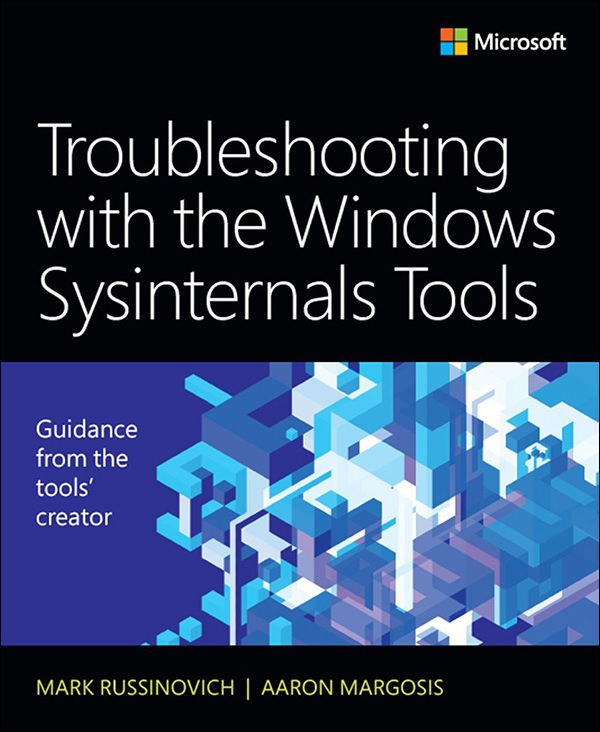 Microsoft
Troubleshooting
with the Windows
Sysinternals Tools
Guidance
from the
tools’
creator
MARK RUSSINOVICH | AARON MARGOSIS